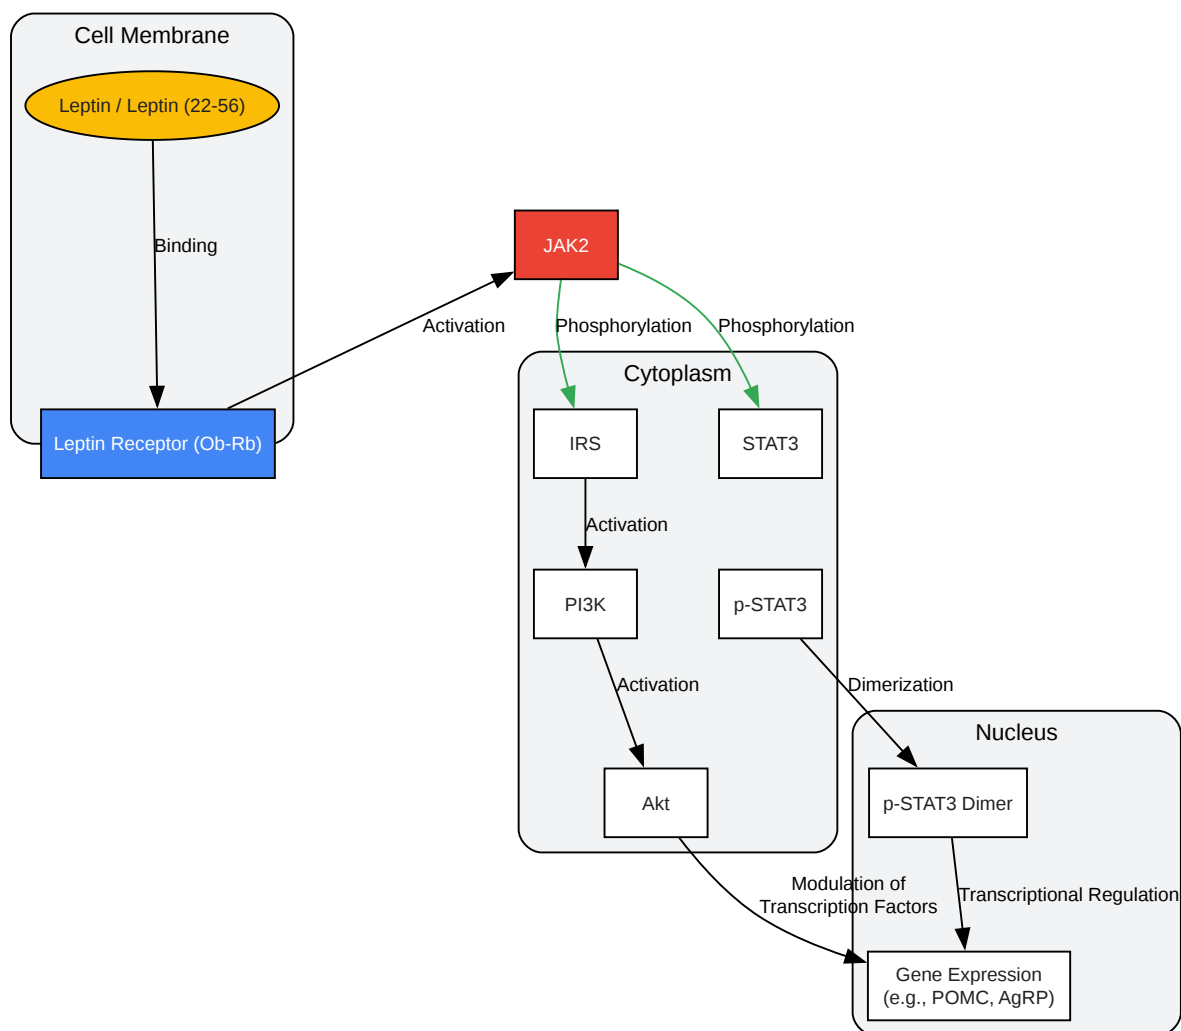 Cell Membrane
Leptin / Leptin (22-56)
Binding
JAK2
Activation
Phosphorylation
Phosphorylation
Cytoplasm
Leptin Receptor (Ob-Rb)
IRS
STAT3
Activation
PI3K
p-STAT3
Activation
Dimerization
Nucleus
Akt
p-STAT3 Dimer
Modulation of
Transcription Factors
Transcriptional Regulation
Gene Expression
(e.g., POMC, AgRP)